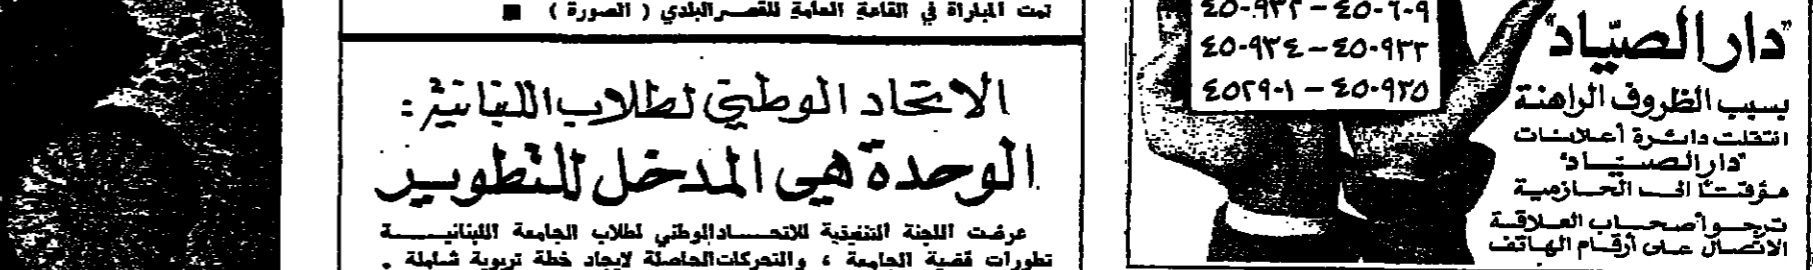 تمت المباراة في القاعة العامة للقصر البلدي ( الصورة )
الاتحاد الوطني لطلاب اللبنانية :
الوحدة هي المدخل للتطوير
عرضت اللجنة التنفيذية للاتحاد الوطني لطلاب الجامعة اللبنانية
تطورات قضية الجامعة ، والتحركات الحاصلة لايجاد خطة تربوية شاملة .
٤٥٠٩٣٢ – ٤٥٠٦٠٩
٤٥٠٩٣٤ – ٤٥٠٩٣٣
٤٥٢٩٠١ – ٤٥٠٩٣٥
"دار الصيّاد"
بسبب الظروف الراهنة
انتقلت دائرة أعلانات
"دار الصيّاد"
مؤقتـًا الى الحازمية
ترجو أصحاب العلاقة
الاتصال على أرقام الهاتف